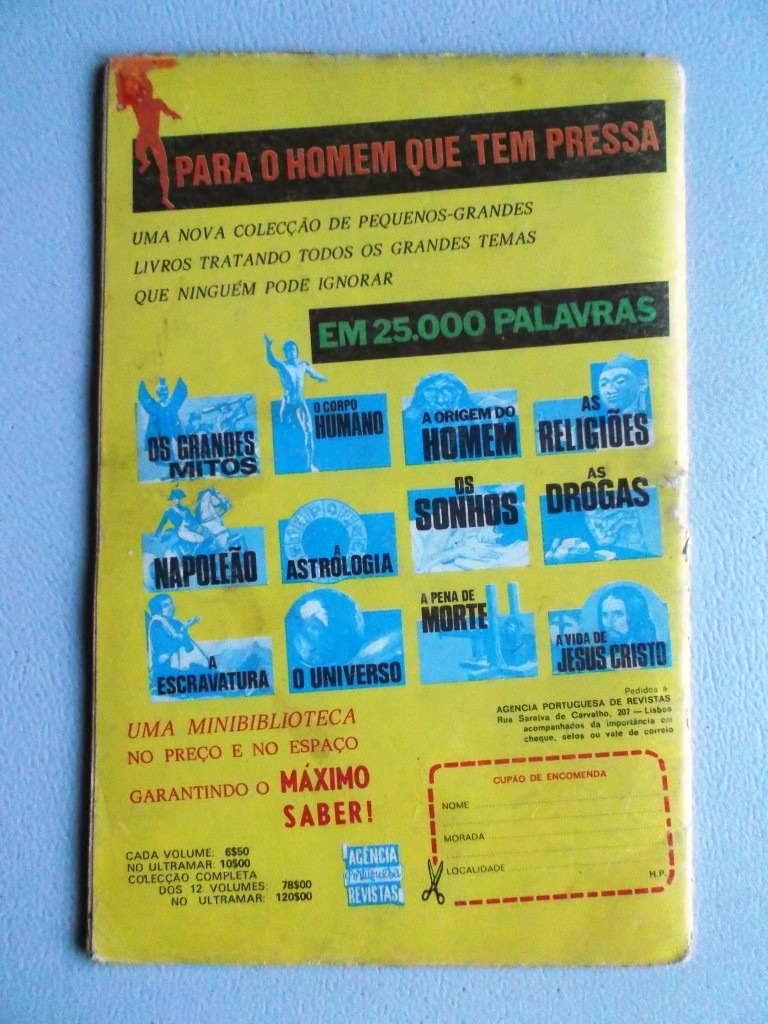 PARA O HOMEM QUE TEM PRESSA
UMA NOVA COLECÇÃO DE PEQUENOS-GRANDES
LIVROS TRATANDO TODOS OS GRANDES TEMAS
QUE NINGUÉM PODE IGNORAR
EM 25.000 PALAVRAS
OS GRANDES
MITOS
O CORPO
HUMANO
A ORIGEM DO
HOMEM
AS
RELIGIÕES
NAPOLEÃO
A
ASTROLOGIA
OS
SONHOS
AS
DROGAS
A
ESCRAVATURA
O UNIVERSO
A PENA DE
MORTE
A VIDA DE
JESUS CRISTO
UMA MINIBIBLIOTECA
NO PREÇO E NO ESPAÇO
GARANTINDO O MÁXIMO
SABER!
Pedidos à
AGENCIA PORTUGUESA DE REVISTAS
Rua Saraiva de Carvalho, 207 — Lisboa
acompanhados da importância em
cheque, selos ou vale de correio
CUPÃO DE ENCOMENDA
NOME
MORADA
LOCALIDADE
H.P.
CADA VOLUME: 6$50
NO ULTRAMAR: 10$00
COLECÇÃO COMPLETA
DOS 12 VOLUMES: 78$00
NO ULTRAMAR: 120$00
AGÊNCIA
Portuguesa
REVISTAS